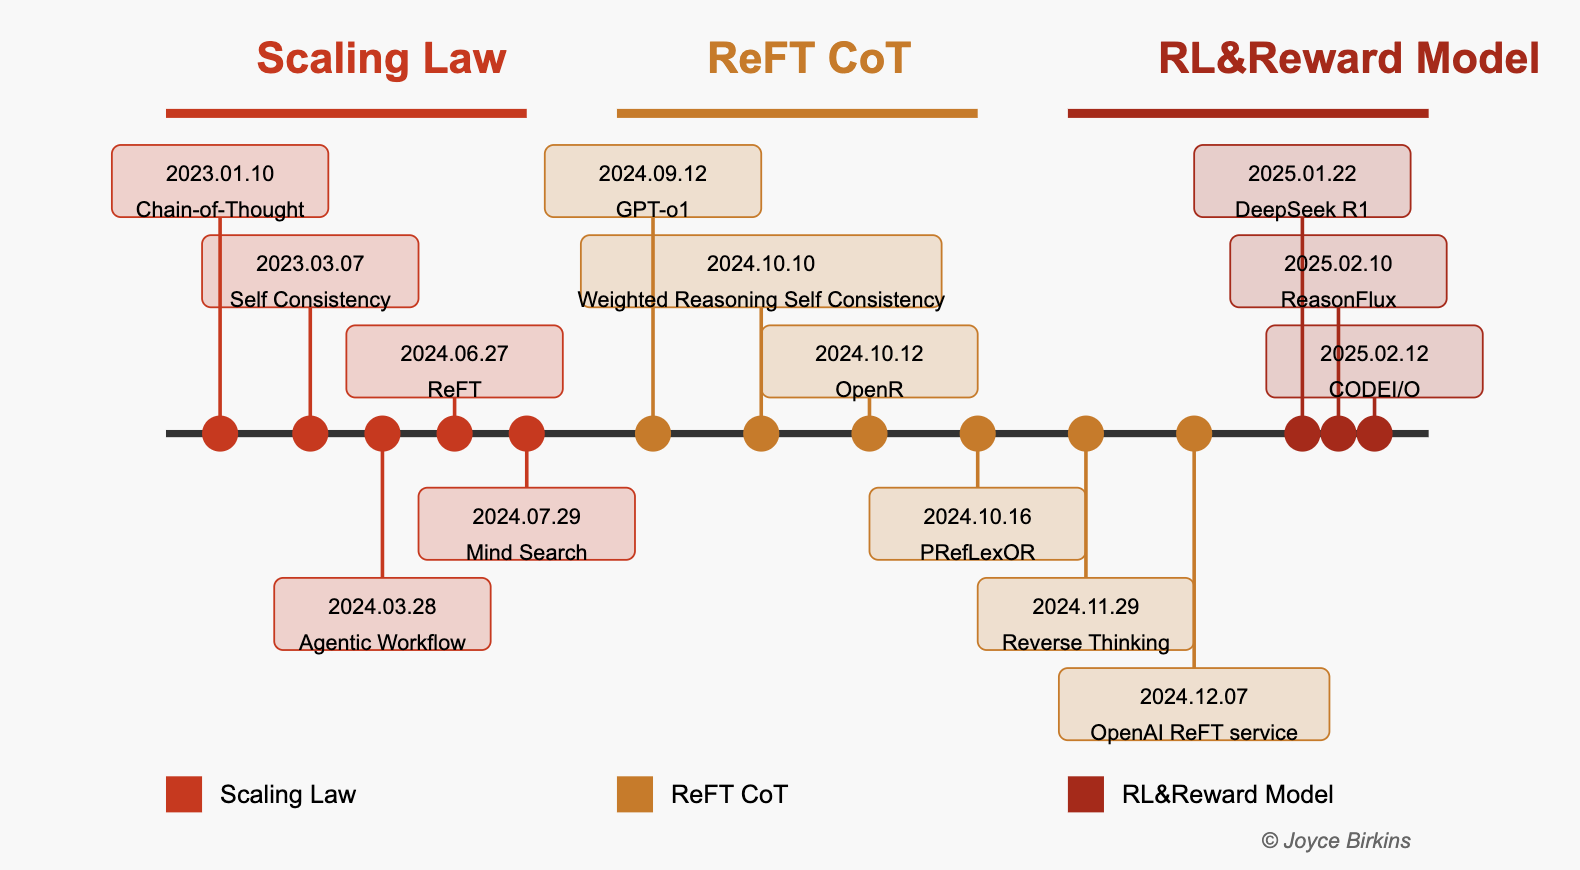 Scaling Law
ReFT CoT
RL&Reward Model
2023.01.10
Chain-of-Thought
2024.09.12
GPT-o1
2025.01.22
DeepSeek R1
2023.03.07
Self Consistency
2024.10.10
Weighted Reasoning Self Consistency
2025.02.10
ReasonFlux
2024.06.27
ReFT
2024.10.12
OpenR
2025.02.12
CODEI/O
2024.07.29
Mind Search
2024.10.16
PRefLexOR
2024.03.28
Agentic Workflow
2024.11.29
Reverse Thinking
2024.12.07
OpenAI ReFT service
Scaling Law
ReFT CoT
RL&Reward Model
© Joyce Birkins